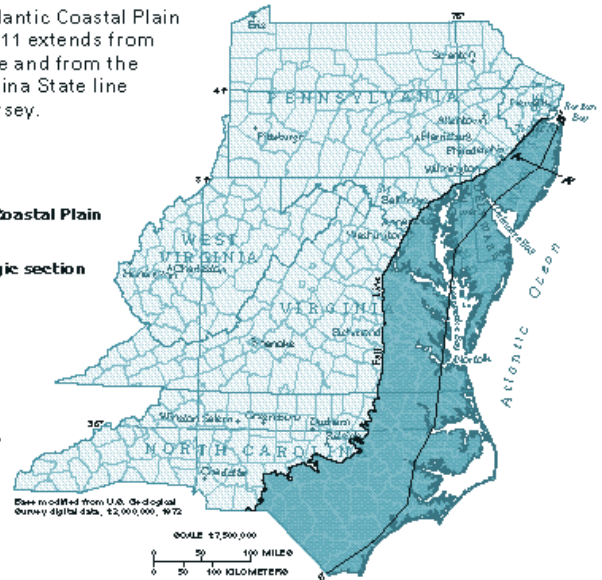 lantic Coastal Plain
11 extends from
e and from the
ina State line
rsey.
Coastal Plain
gic section
Erie
Scranton
PENNSYLVANIA
Pittsburgh
Allentown
Harrisburg
Philadelphia
Wilmington
Raritan
Bay
Washington
WEST
VIRGINIA
Charleston
VIRGINIA
Richmond
Roanoke
Norfolk
Fall Line
Atlantic Ocean
Winston Salem
Greensboro
Durham
Raleigh
NORTH CAROLINA
Charlotte
36°
75°
Base modified from U.S. Geological
Survey digital data, 1:2,000,000, 1972
SCALE 1:7,500,000
0 50 100 MILES
0 50 100 KILOMETERS